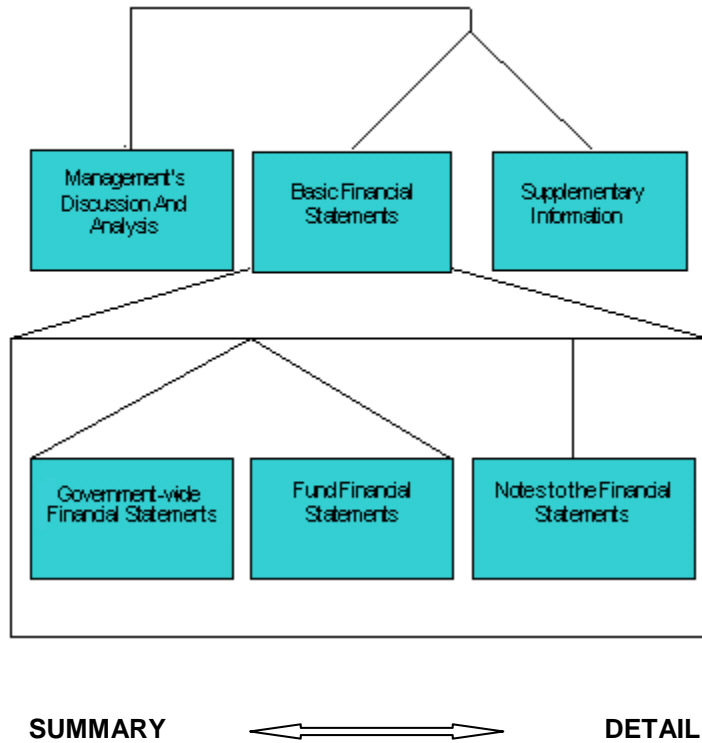 Management's
Discussion And
Analysis
Basic Financial
Statements
Supplementary
Information
Government-wide
Financial Statements
Fund Financial
Statements
Notes to the Financial
Statements
SUMMARY DETAIL